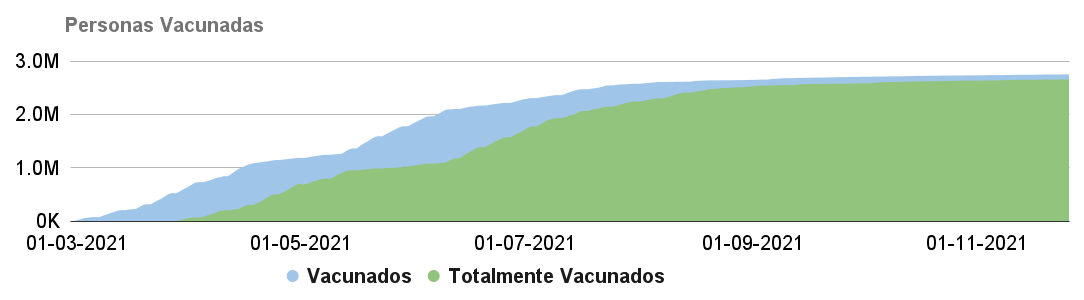 Personas Vacunadas
3.0M
2.0M
1.0M
0K
01-03-2021 01-05-2021 01-07-2021 01-09-2021 01-11-2021
Vacunados Totalmente Vacunados